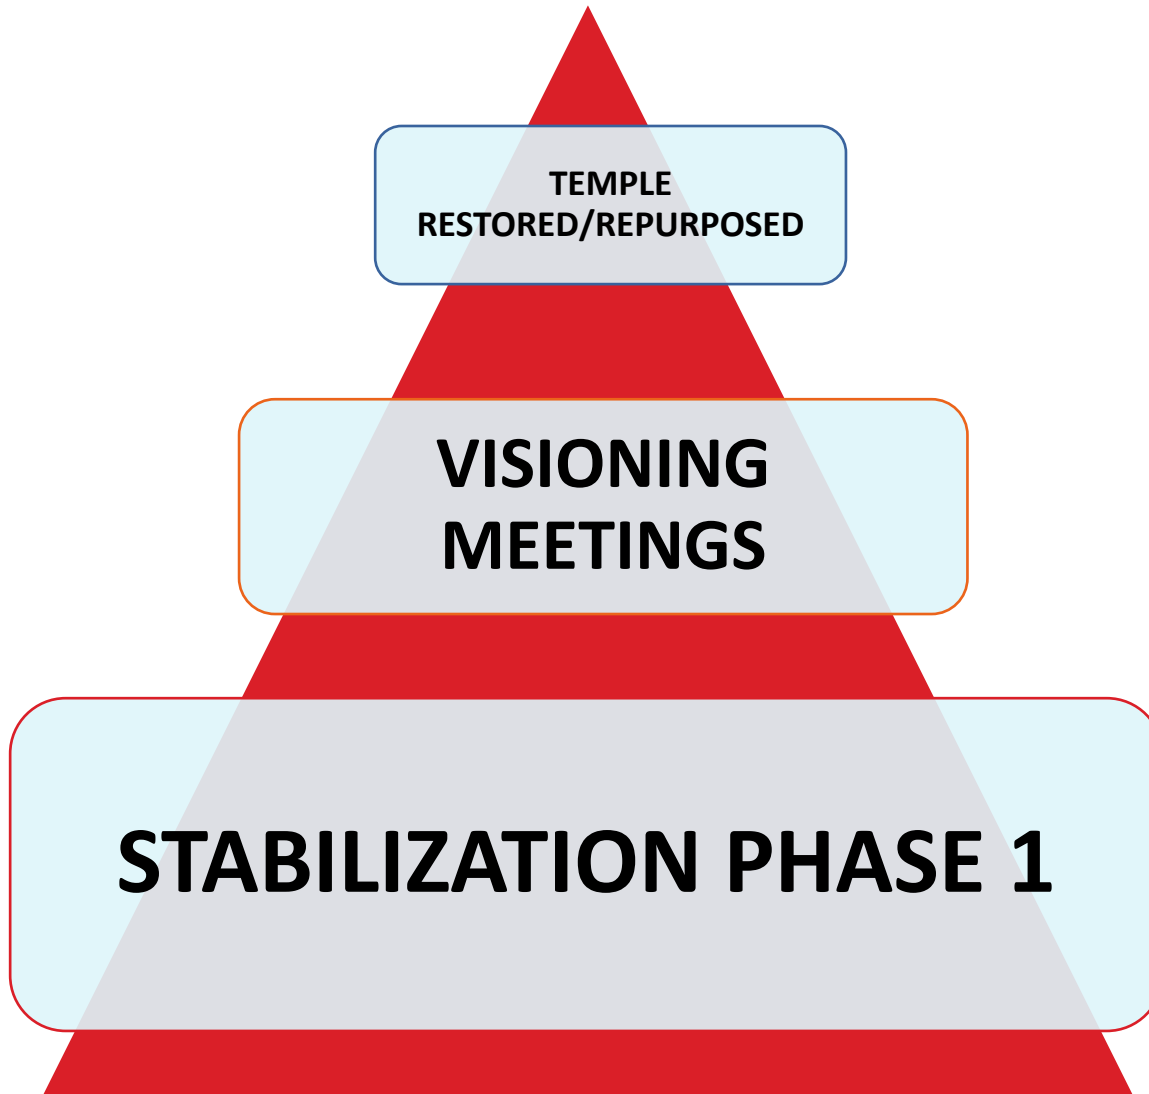 TEMPLE
RESTORED/REPURPOSED
VISIONING
MEETINGS
STABILIZATION PHASE 1